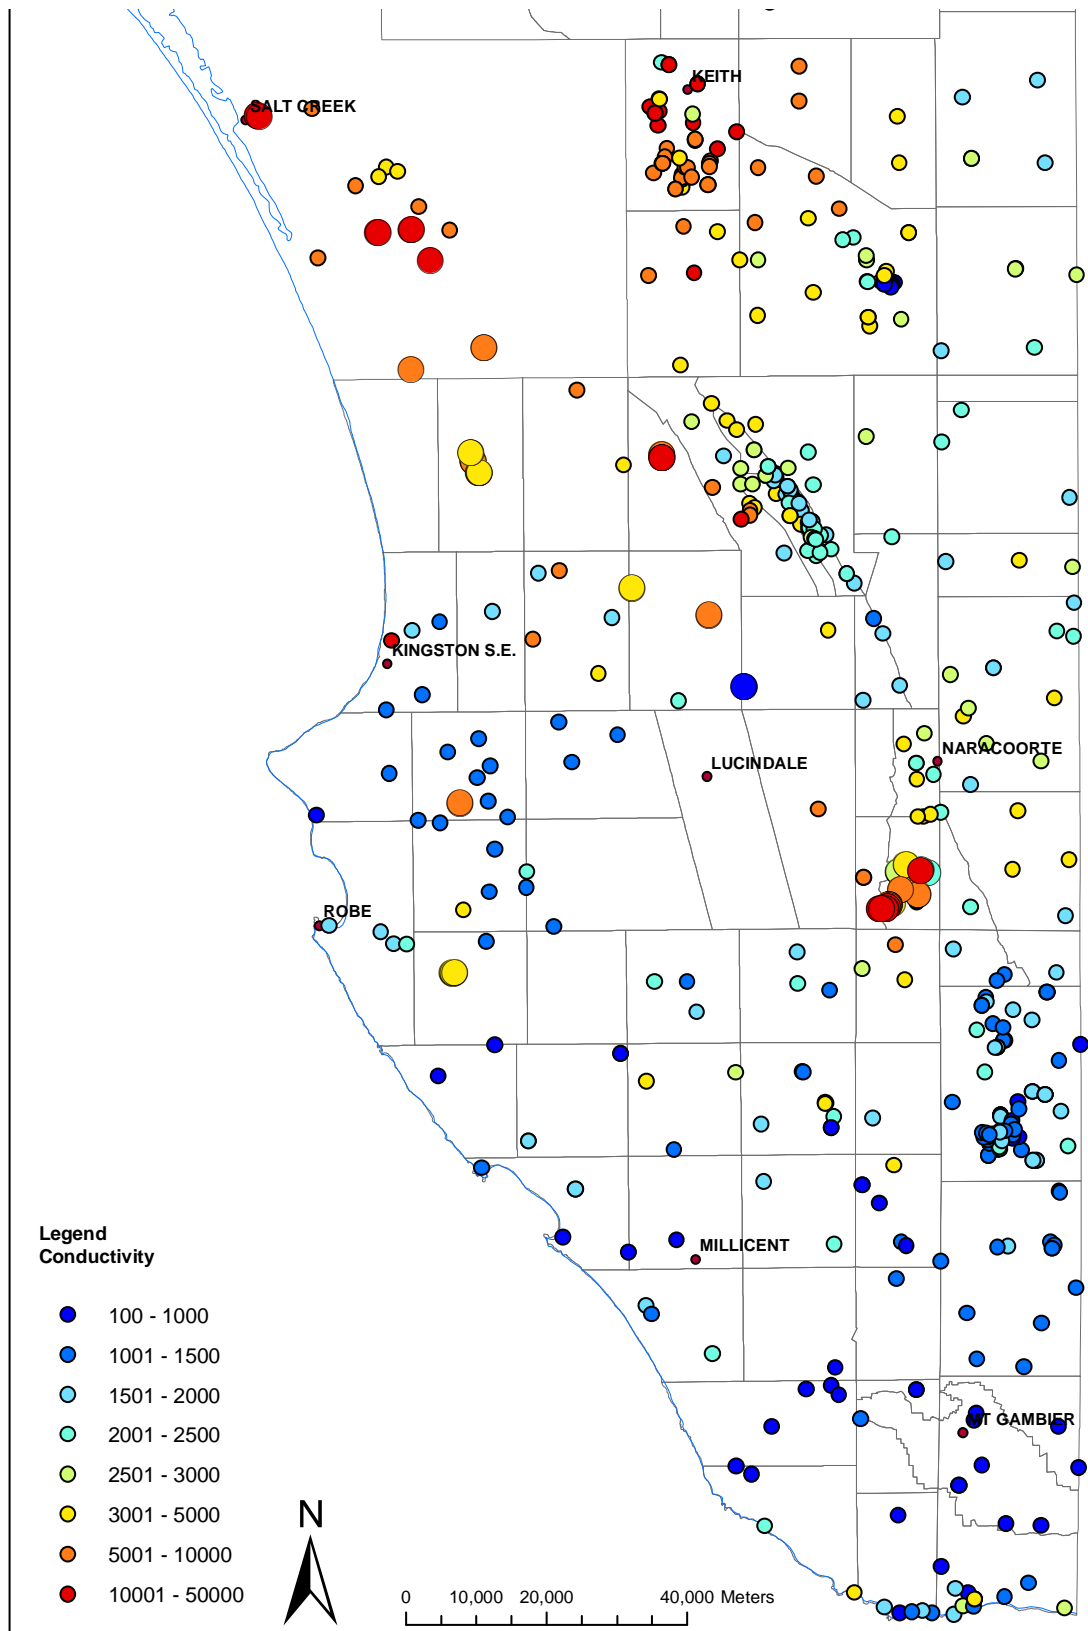 KEITH
SALT CREEK
KINGSTON S.E.
NARACOORTE
LUCINDALE
ROBE
MILLICENT
MT GAMBIER
Legend
Conductivity
100 - 1000
1001 - 1500
1501 - 2000
2001 - 2500
2501 - 3000
3001 - 5000
5001 - 10000
10001 - 50000
N
0 10,000 20,000 40,000 Meters